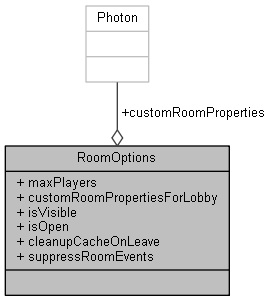 Photon
+customRoomProperties
RoomOptions
+ maxPlayers
+ customRoomPropertiesForLobby
+ isVisible
+ isOpen
+ cleanupCacheOnLeave
+ suppressRoomEvents